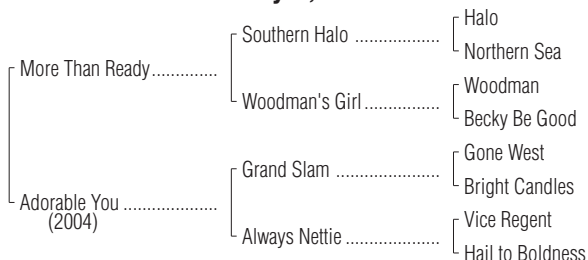 Halo
Southern Halo ..................
Northern Sea
More Than Ready..............
Woodman
Woodman's Girl................
Becky Be Good
Gone West
Grand Slam ....................
Bright Candles
Adorable You ..................
(2004)
Vice Regent
Always Nettie ..................
Hail to Boldness